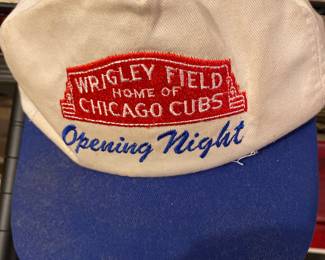 WRIGLEY FIELD
HOME OF
CHICAGO CUBS
Opening Night